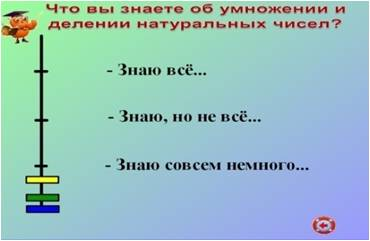 Что вы знаете об умножении и
делении натуральных чисел?
- Знаю всё...
- Знаю, но не всё...
- Знаю совсем немного...